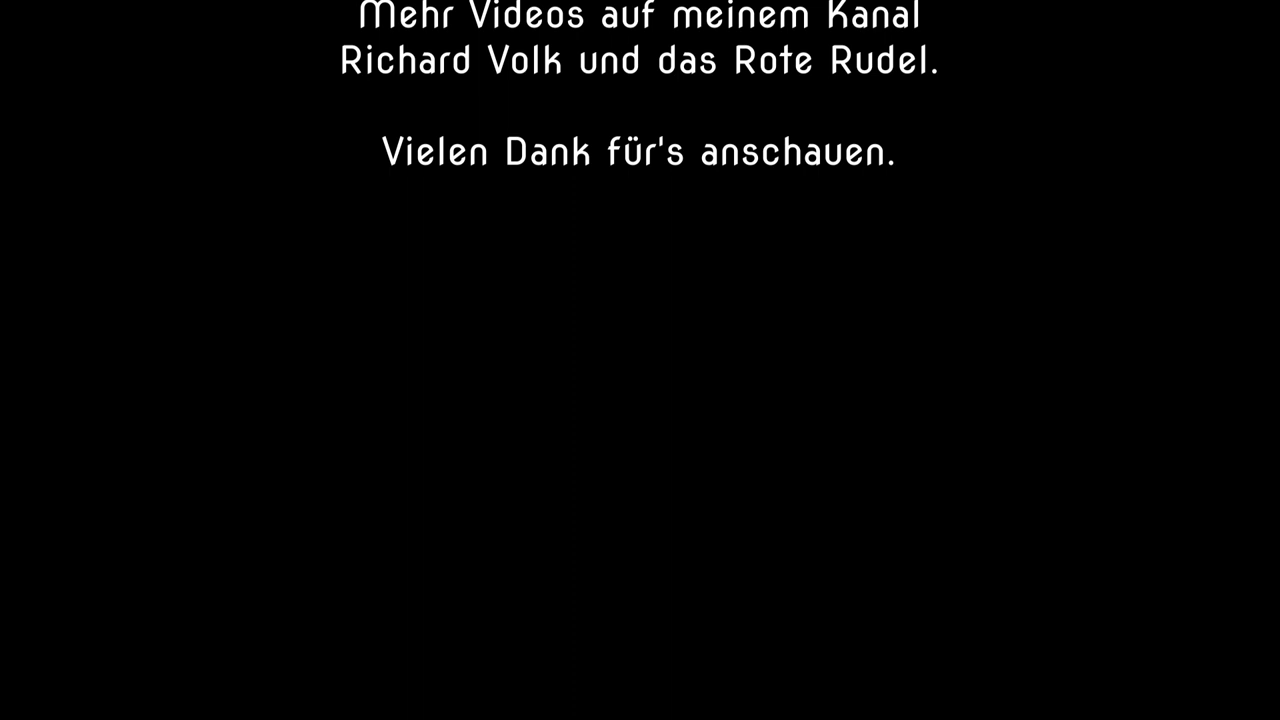 Mehr Videos auf meinem Kanal
Richard Volk und das Rote Rudel.
Vielen Dank für's anschauen.